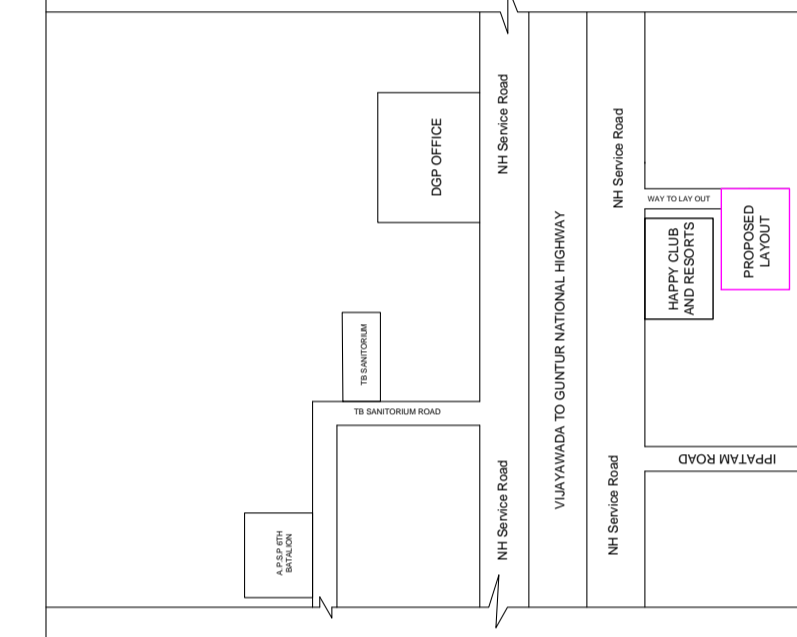 NH Service Road
DGP OFFICE
NH Service Road
WAY TO LAY OUT
PROPOSED
LAYOUT
HAPPY CLUB
AND RESORTS
VIJAYAWADA TO GUNTUR NATIONAL HIGHWAY
TB SANITORIUM
TB SANITORIUM ROAD
IPPATAM ROAD
NH Service Road
NH Service Road
A.P.S.P 6TH
BATALION